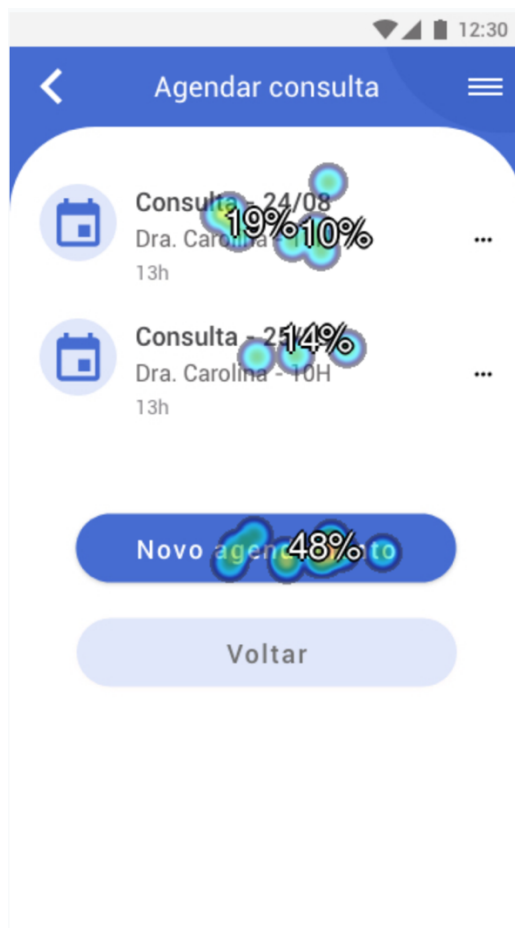 12:30
Agendar consulta
Consulta - 24/08
19% 10%
Dra. Carolina -
13h
Consulta - 25
14%
Dra. Carolina - 10H
13h
Novo
48%
Voltar